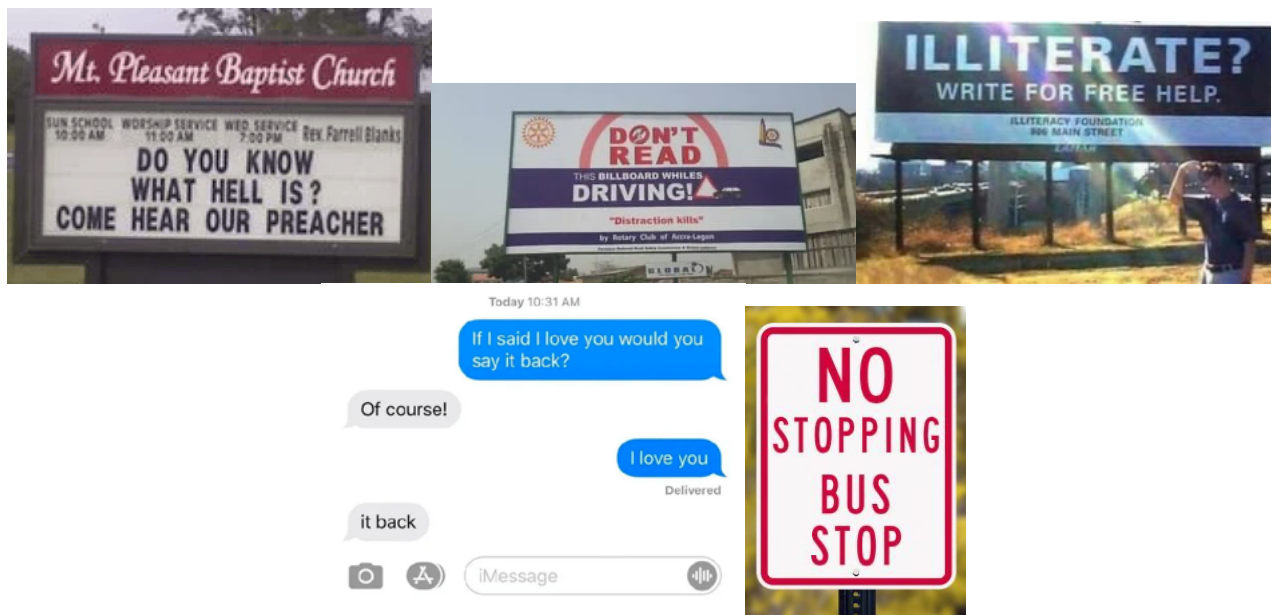 Mt. Pleasant Baptist Church
SUN SCHOOL WORSHIP SERVICE WED. SERVICE Rev. Farrell Blanks
10:00 AM 11:00 AM 7:00 PM
DO YOU KNOW
WHAT HELL IS?
COME HEAR OUR PREACHER
DON'T
READ
THIS BILLBOARD WHILES
DRIVING!
"Distraction kills"
by Rotary Club of Accra-Legon
ILLITERATE?
WRITE FOR FREE HELP.
ILLITERACY FOUNDATION
806 MAIN STREET
LAMAR
Today 10:31 AM
If I said I love you would you
say it back?
Of course!
I love you
Delivered
it back
iMessage
NO
STOPPING
BUS
STOP